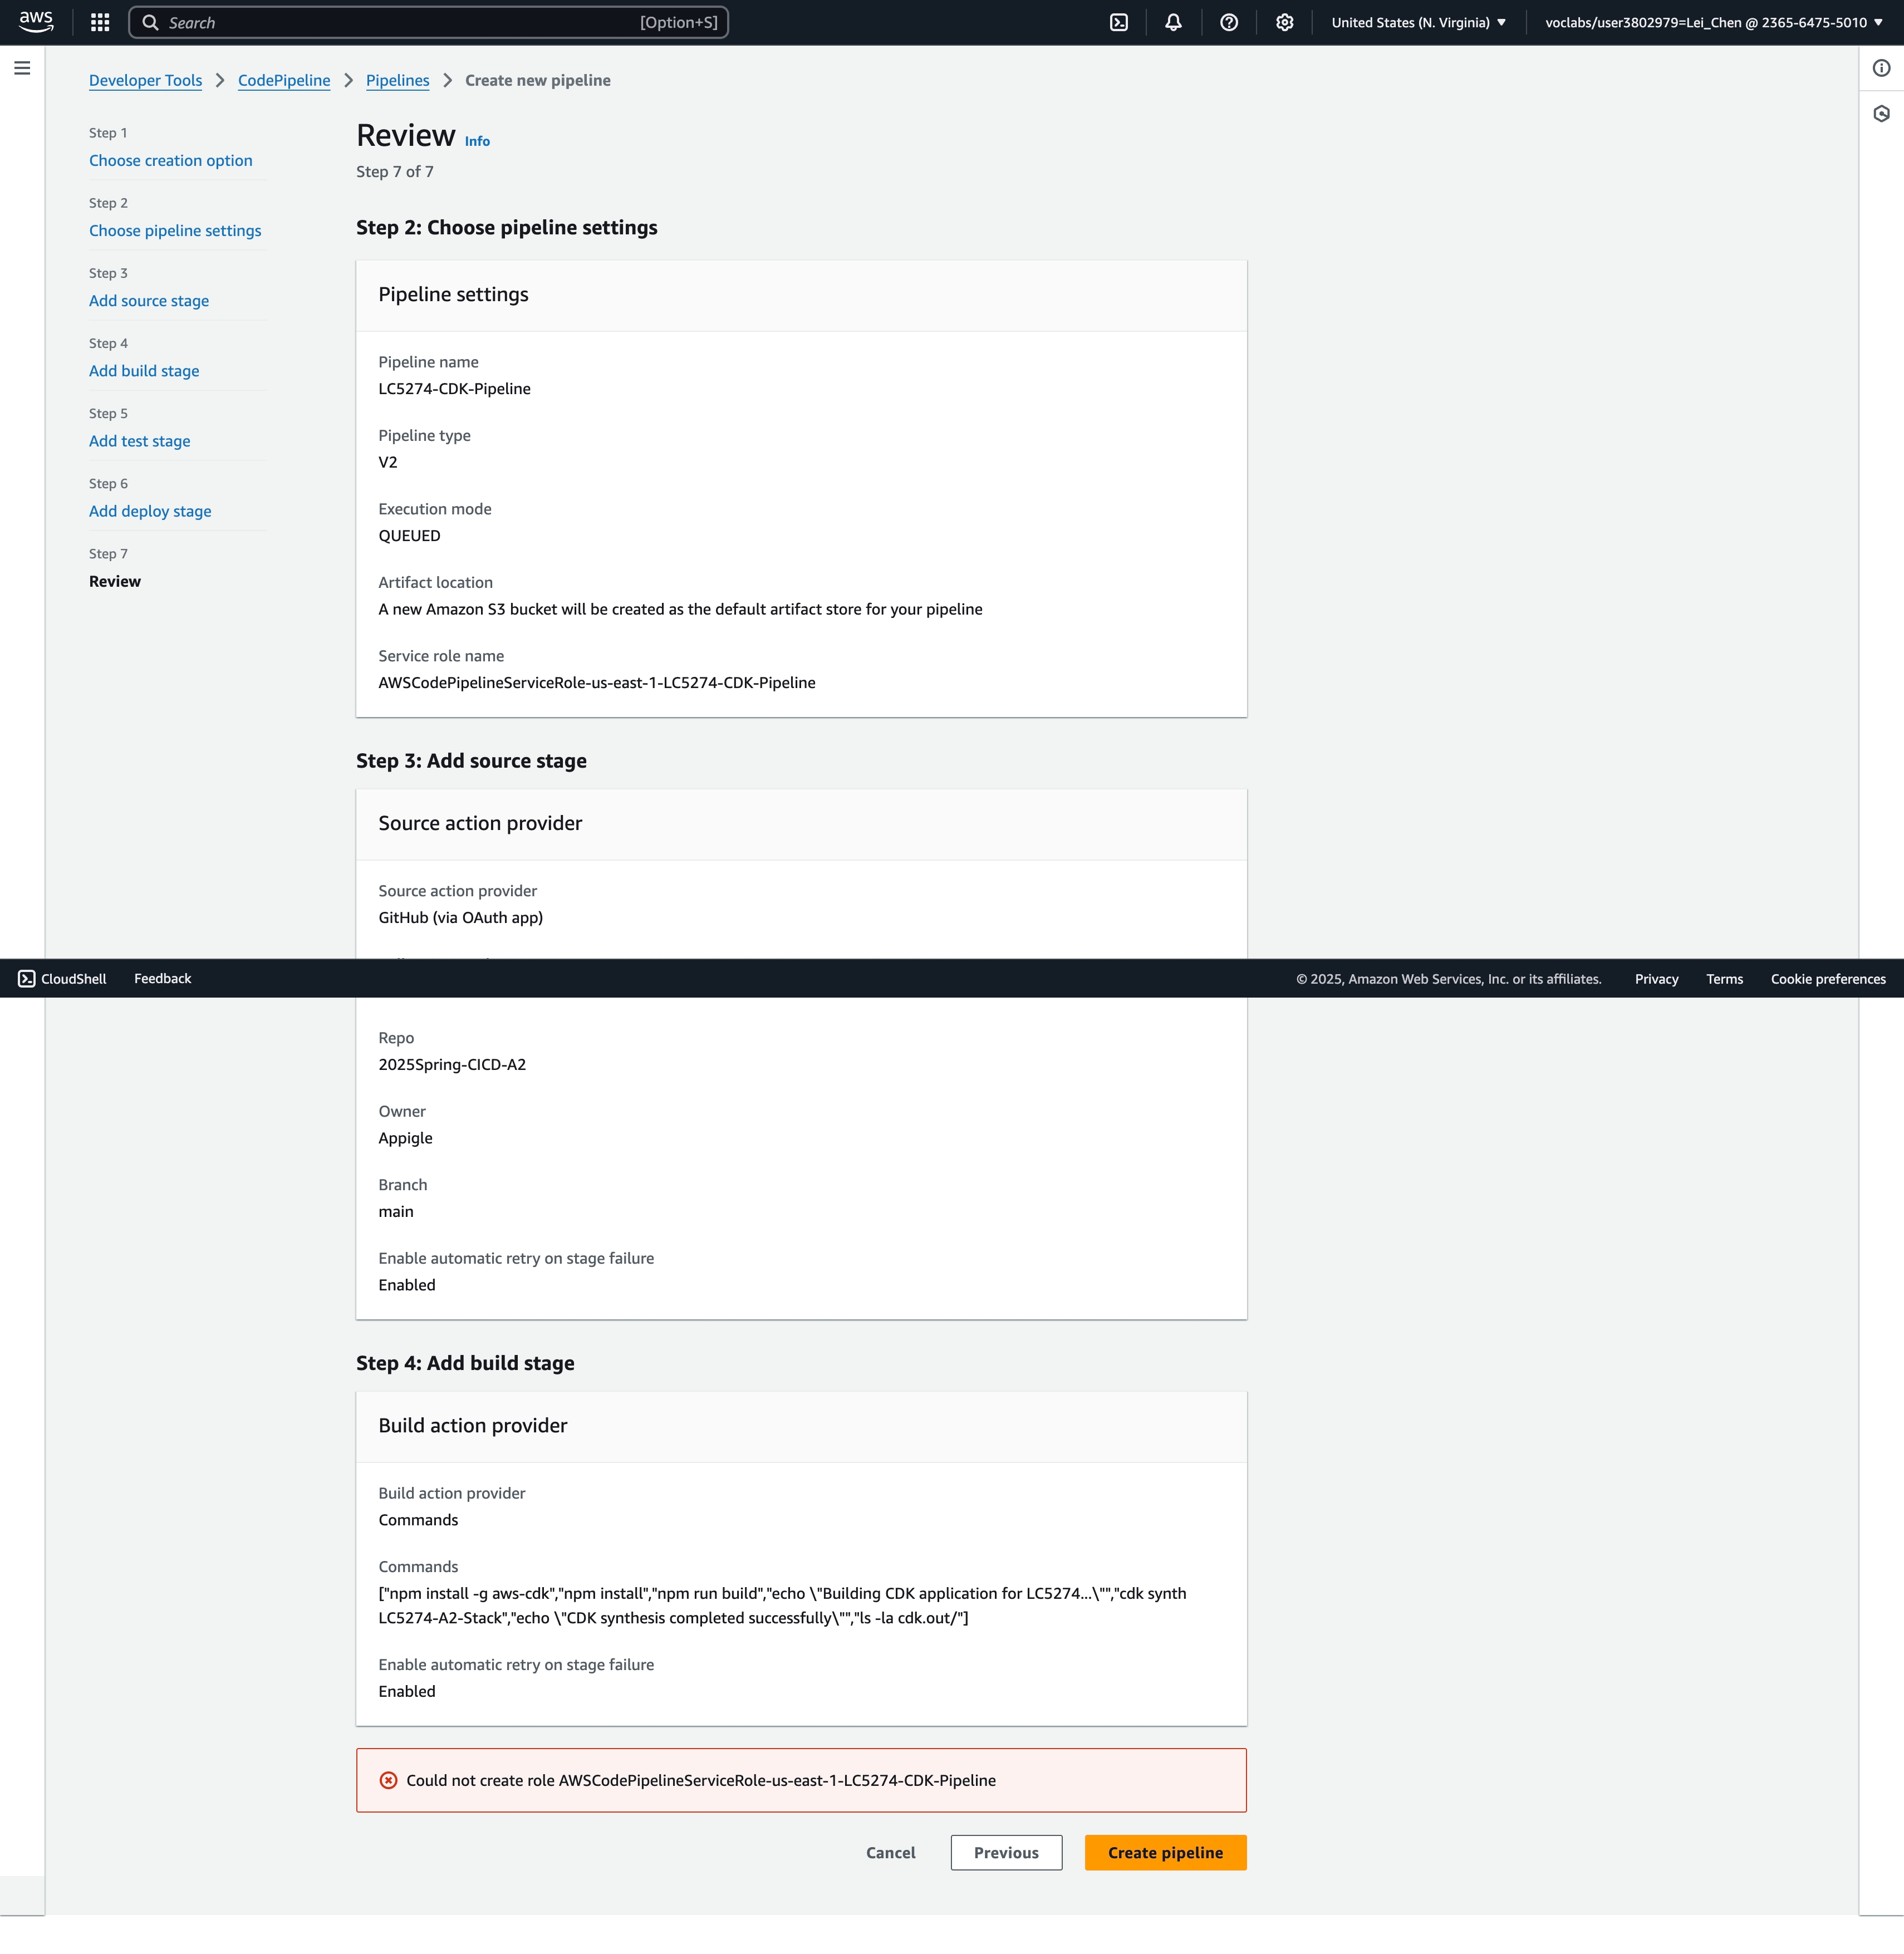 aws
Search
[Option+S]
United States (N. Virginia)
voclabs/user3802979=Lei_Chen @ 2365-6475-5010
Developer Tools
CodePipeline
Pipelines
Create new pipeline
Step 1
Choose creation option
Step 2
Choose pipeline settings
Step 3
Add source stage
Step 4
Add build stage
Step 5
Add test stage
Step 6
Add deploy stage
Step 7
Review
Review Info
Step 7 of 7
Step 2: Choose pipeline settings
Pipeline settings
Pipeline name
LC5274-CDK-Pipeline
Pipeline type
V2
Execution mode
QUEUED
Artifact location
A new Amazon S3 bucket will be created as the default artifact store for your pipeline
Service role name
AWSCodePipelineServiceRole-us-east-1-LC5274-CDK-Pipeline
Step 3: Add source stage
Source action provider
Source action provider
GitHub (via OAuth app)
CloudShell
Feedback
© 2025, Amazon Web Services, Inc. or its affiliates.
Privacy
Terms
Cookie preferences
Repo
2025Spring-CICD-A2
Owner
Appigle
Branch
main
Enable automatic retry on stage failure
Enabled
Step 4: Add build stage
Build action provider
Build action provider
Commands
Commands
["npm install -g aws-cdk","npm install","npm run build","echo \"Building CDK application for LC5274...\"","cdk synth
LC5274-A2-Stack","echo \"CDK synthesis completed successfully\"","ls -la cdk.out/"]
Enable automatic retry on stage failure
Enabled
Could not create role AWSCodePipelineServiceRole-us-east-1-LC5274-CDK-Pipeline
Cancel
Previous
Create pipeline